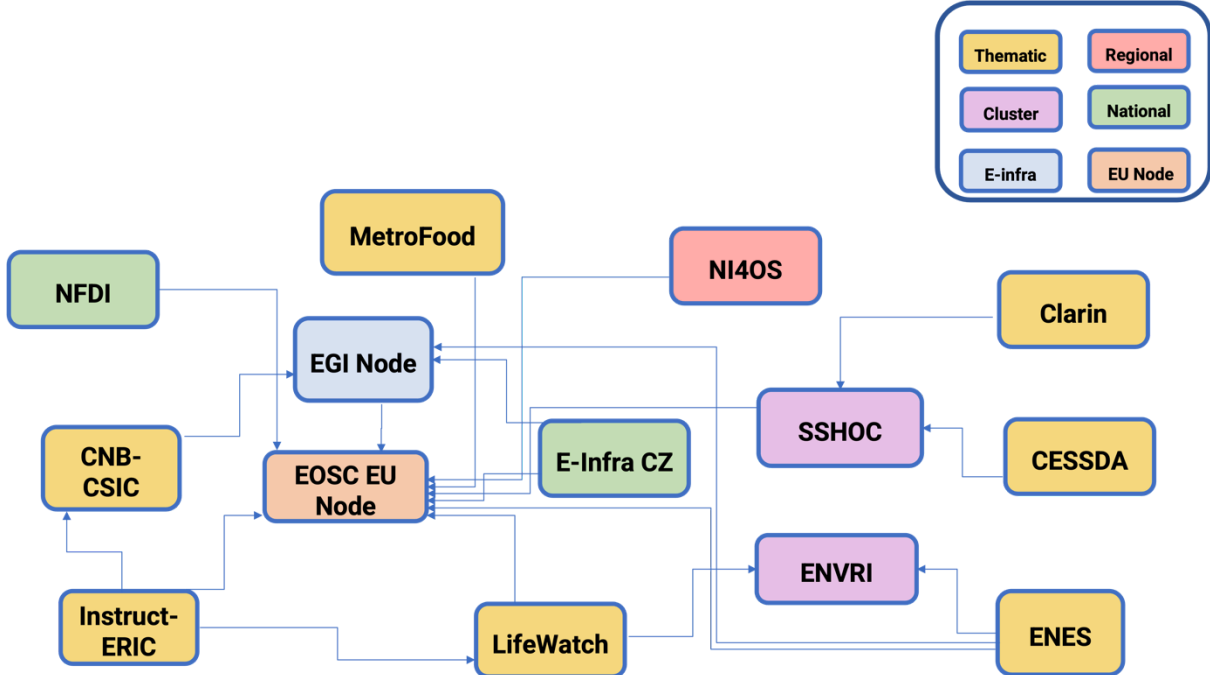 Thematic
Regional
Cluster
National
E-infra
EU Node
MetroFood
NI4OS
NFDI
Clarin
EGI Node
SSHOC
CNB-
CSIC
EOSC EU
Node
E-Infra CZ
CESSDA
ENVRI
Instruct-
ERIC
LifeWatch
ENES